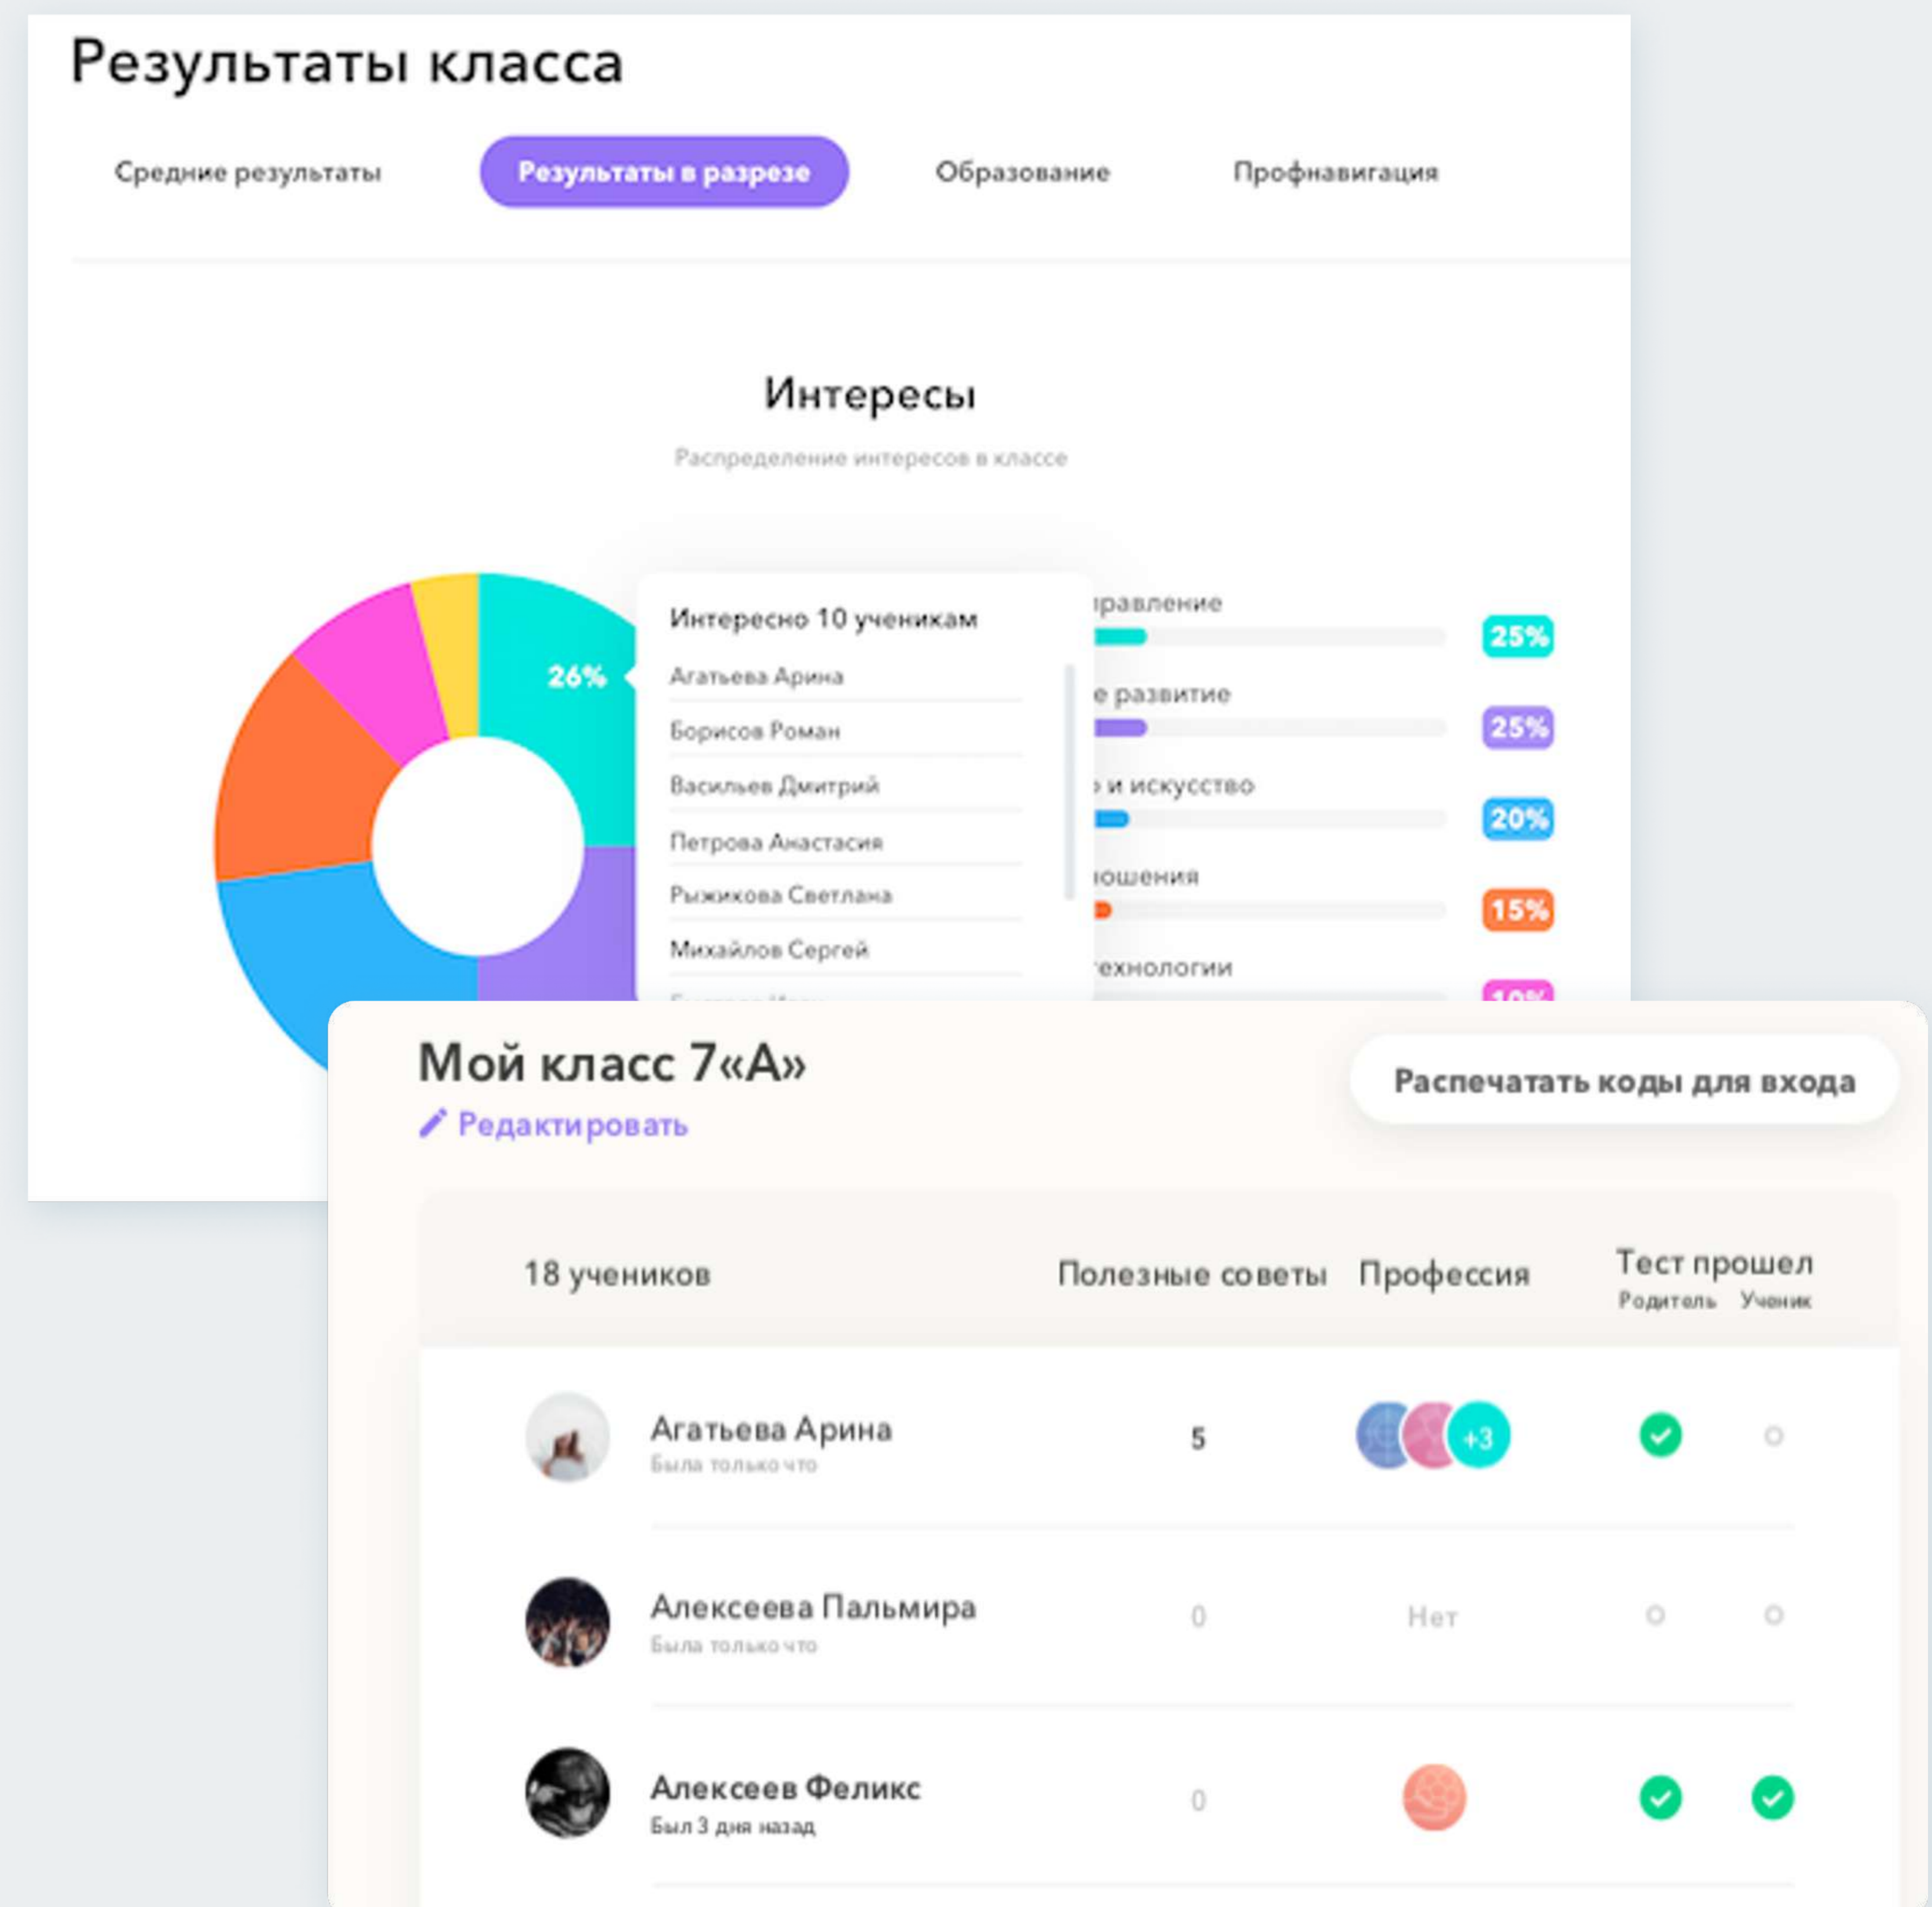 Результаты класса
Средние результаты
Результаты в разрезе
Образование
Профнавигация
Интересы
Распределение интересов в классе
26%
Интересно 10 ученикам
Агатьева Арина
Борисов Роман
Васильев Дмитрий
Петрова Анастасия
Рыжикова Светлана
Михайлов Сергей
правление
25%
е развитие
25%
и искусство
20%
ошения
15%
ехнологии
10%
Мой класс 7«А»
Редактировать
Распечатать коды для входа
18 учеников
Полезные советы
Профессия
Тест прошел
Родитель
Ученик
Агатьева Арина
Была только что
5
+3
Алексеева Пальмира
Была только что
0
Нет
Алексеев Феликс
Был 3 дня назад
0